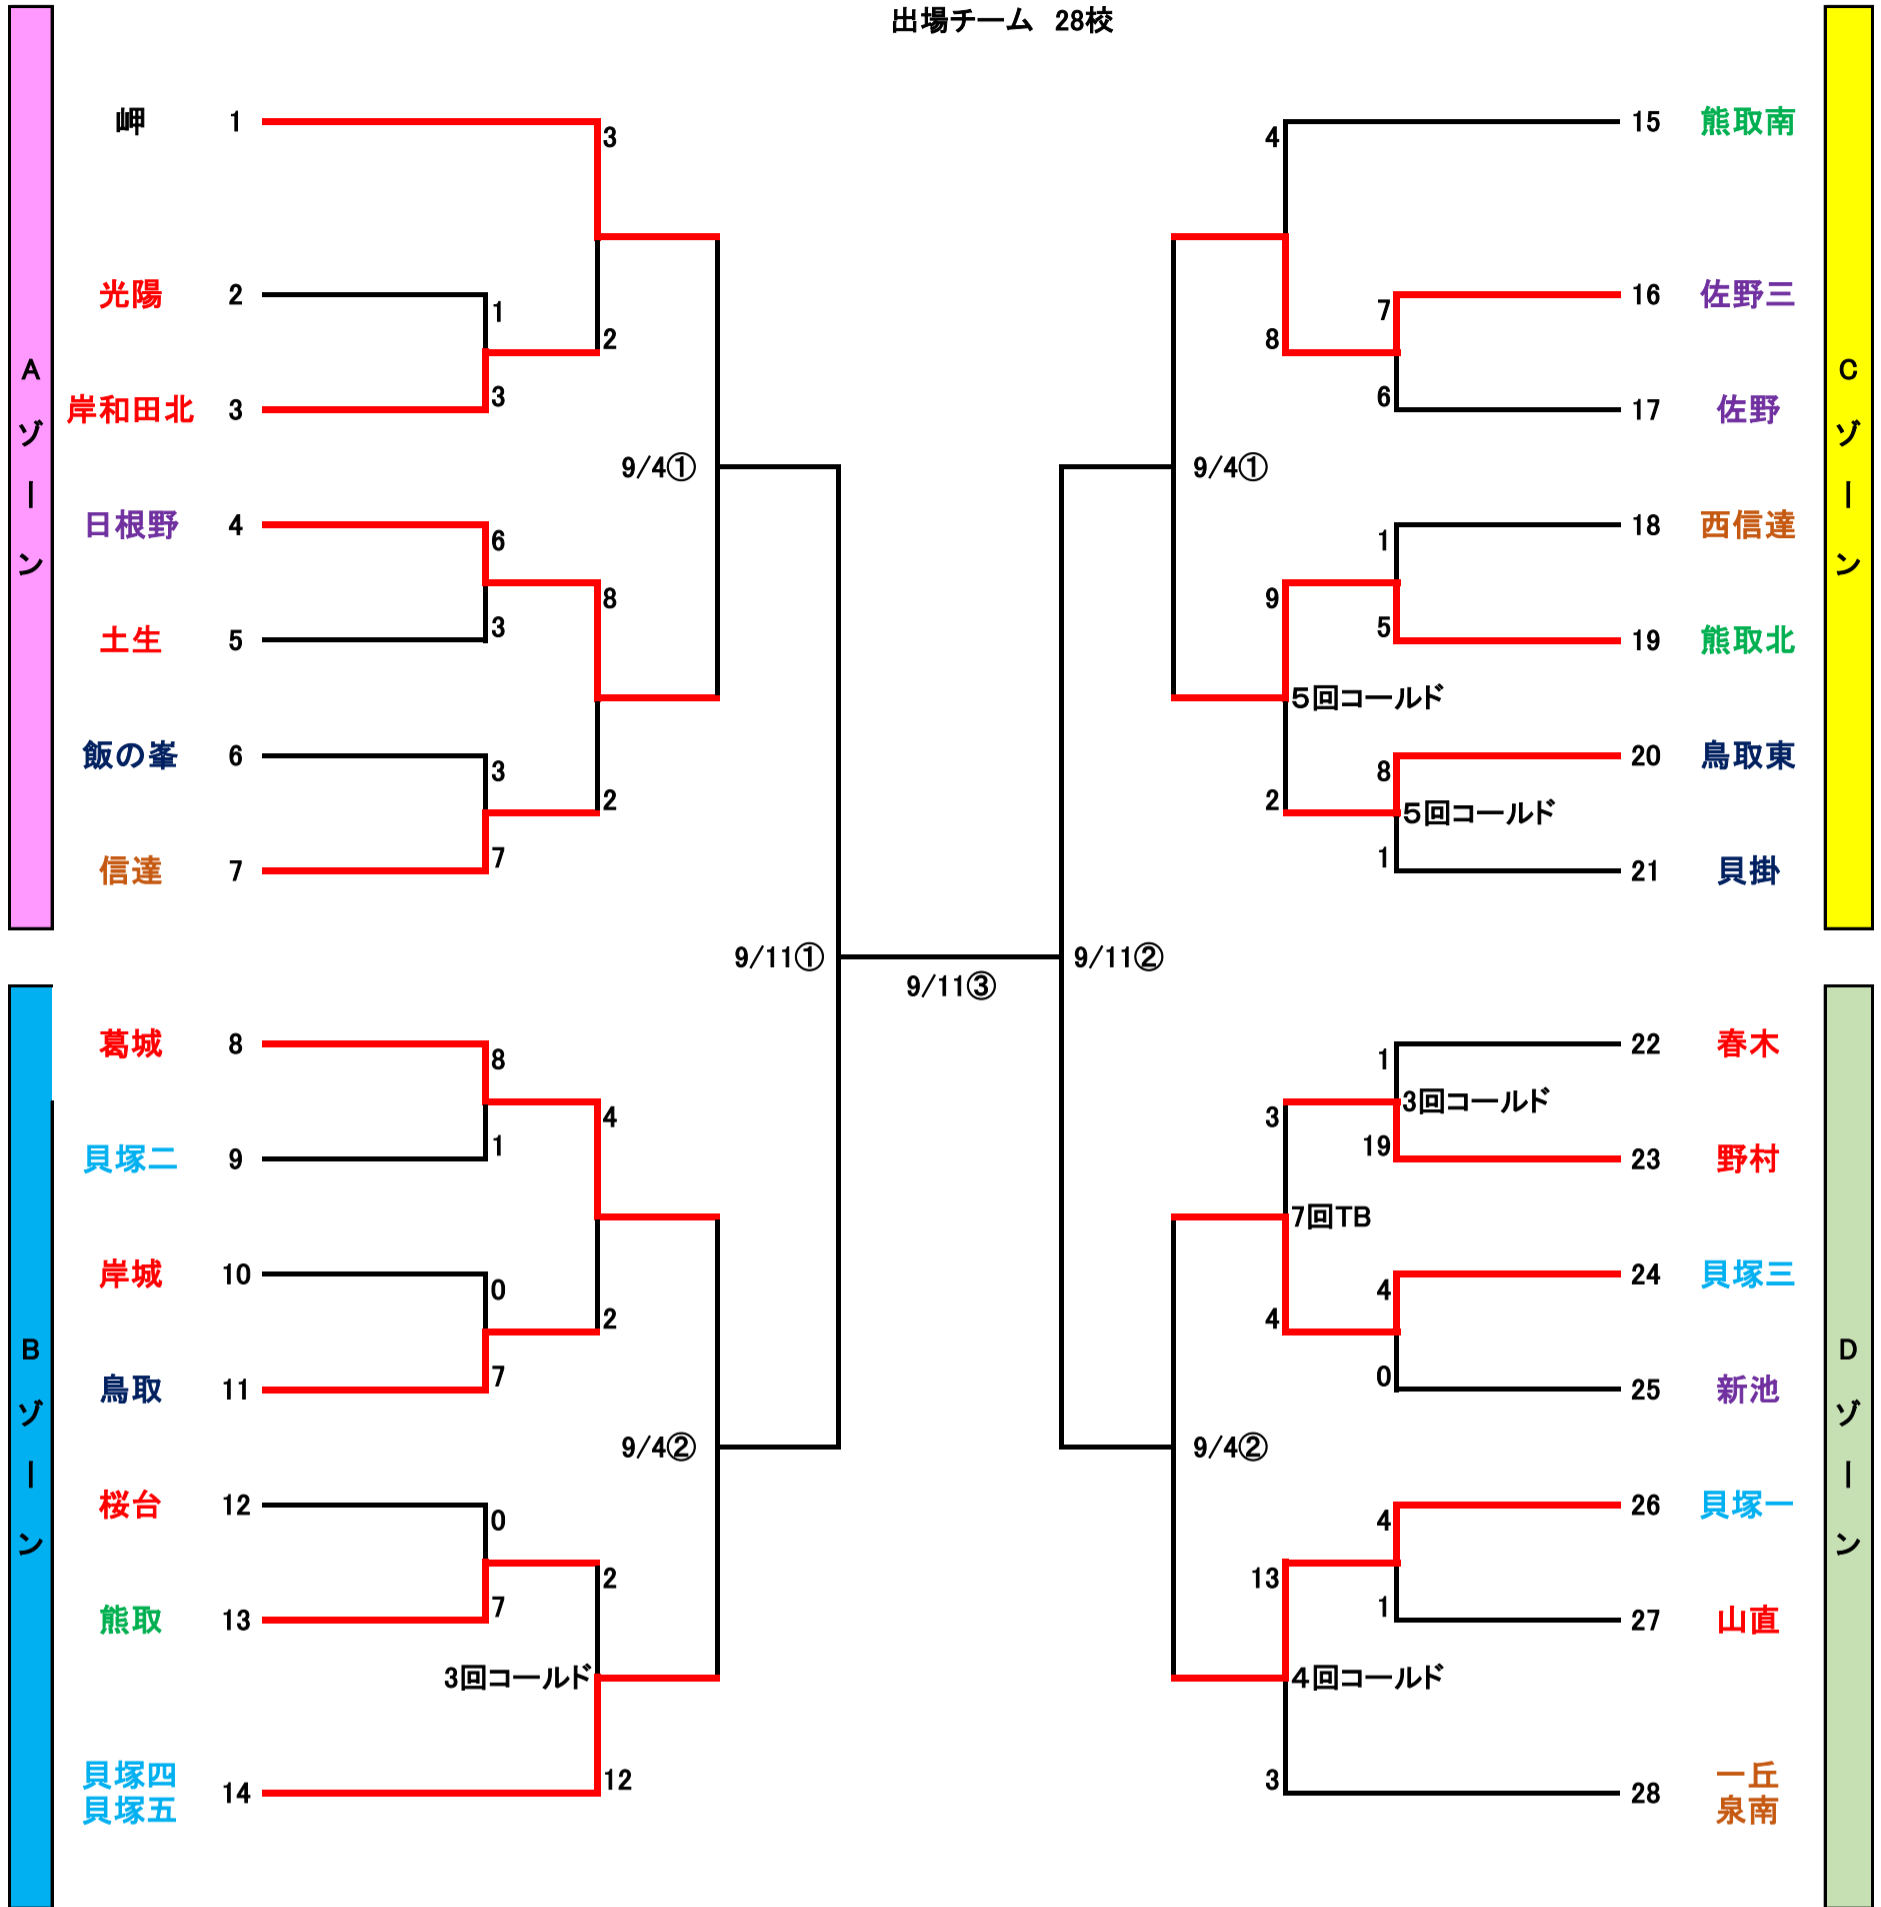 出場チーム 28校
Aゾーン
岬 1
3
光陽 2
1
2
岸和田北 3
3
9/4①
日根野 4
6
8
土生 5
3
飯の峯 6
3
2
信達 7
7
Bゾーン
葛城 8
8
4
貝塚二 9
1
岸城 10
0
2
鳥取 11
7
9/4②
桜台 12
0
2
熊取 13
7
3回コールド
貝塚四
貝塚五 14
12
9/11①
9/11③
9/11②
Cゾーン
4
15 熊取南
7
16 佐野三
8
6
17 佐野
9/4①
1
18 西信達
9
5
19 熊取北
5回コールド
8
20 鳥取東
2
5回コールド
1
21 貝掛
Dゾーン
1
22 春木
3回コールド
3
19
23 野村
7回TB
4
24 貝塚三
4
0
25 新池
9/4②
4
26 貝塚一
13
1
27 山直
4回コールド
3
28 一丘
泉南